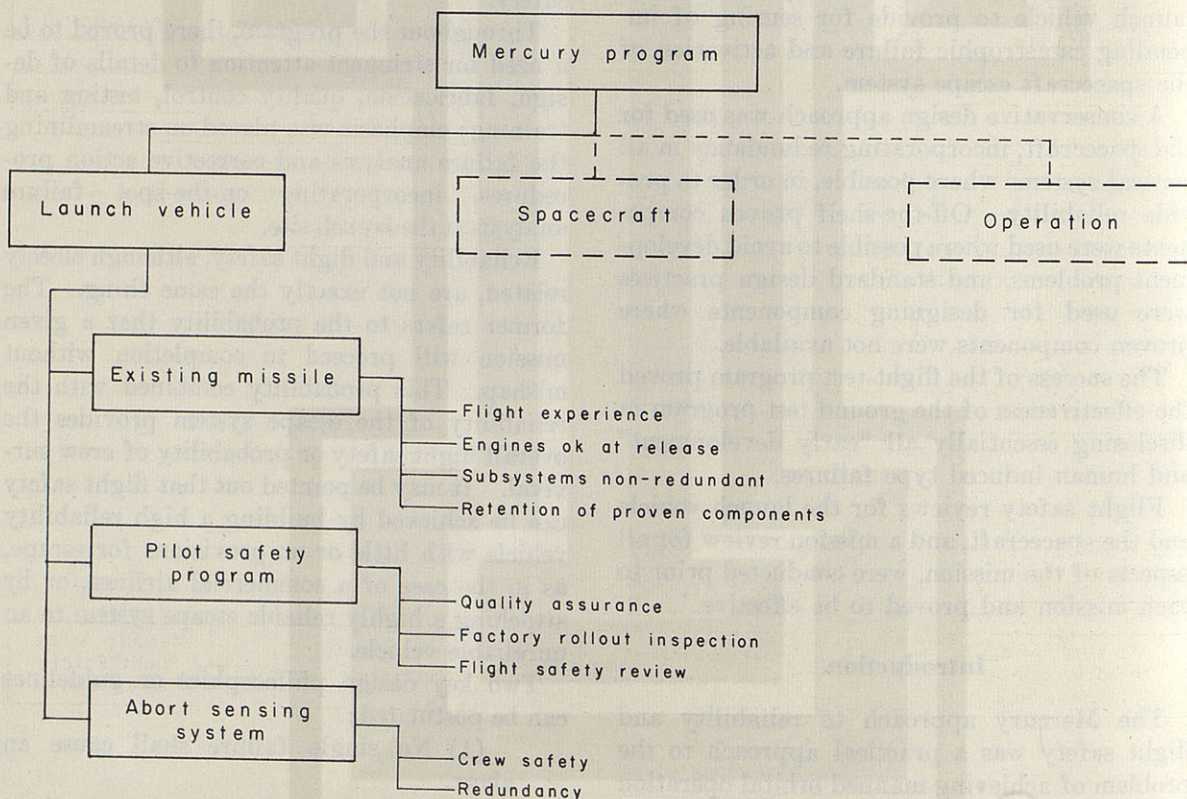 Mercury program
Launch vehicle
Spacecraft
Operation
Existing missile
Flight experience
Engines ok at release
Subsystems non-redundant
Retention of proven components
Pilot safety
program
Quality assurance
Factory rollout inspection
Flight safety review
Abort sensing
system
Crew safety
Redundancy